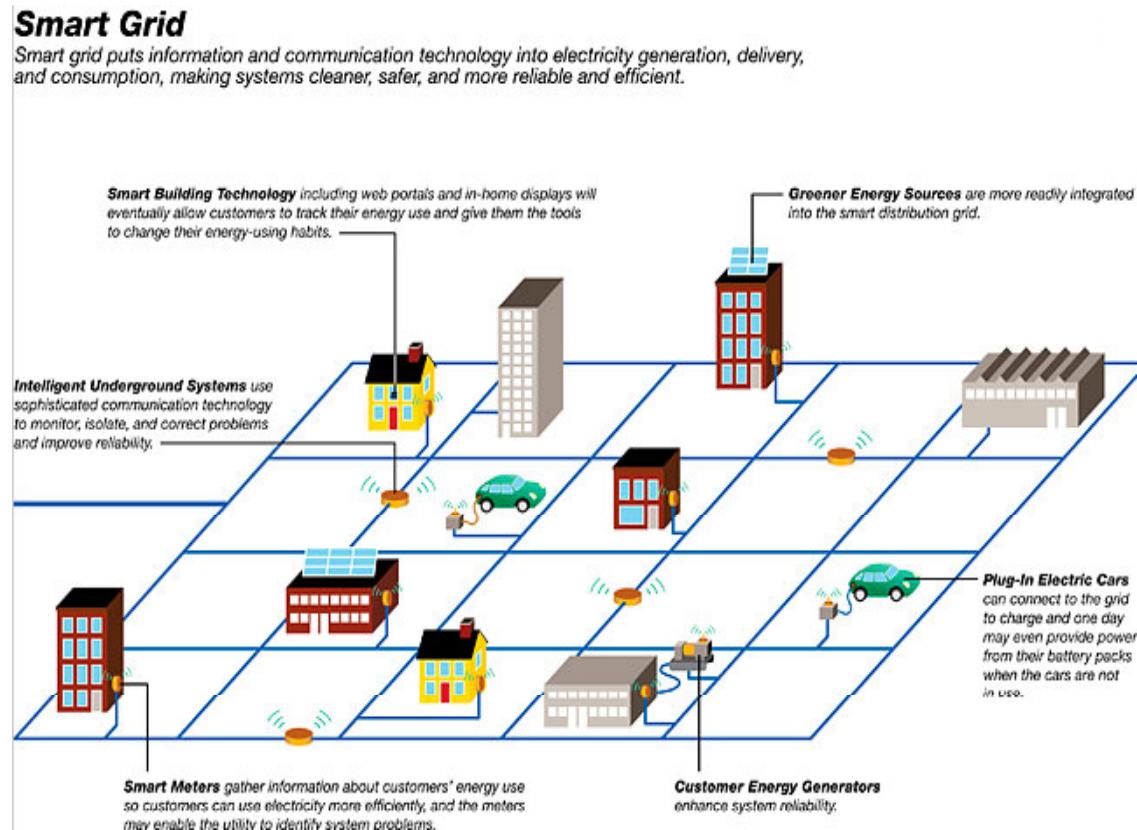 Smart Grid
Smart grid puts information and communication technology into electricity generation, delivery,
and consumption, making systems cleaner, safer, and more reliable and efficient.
Smart Building Technology including web portals and in-home displays will
eventually allow customers to track their energy use and give them the tools
to change their energy-using habits.
Greener Energy Sources are more readily integrated
into the smart distribution grid.
Intelligent Underground Systems use
sophisticated communication technology
to monitor, isolate, and correct problems
and improve reliability.
Plug-In Electric Cars
can connect to the grid
to charge and one day
may even provide power
from their battery packs
when the cars are not
in use.
Smart Meters gather information about customers' energy use
so customers can use electricity more efficiently, and the meters
may enable the utility to identify system problems.
Customer Energy Generators
enhance system reliability.